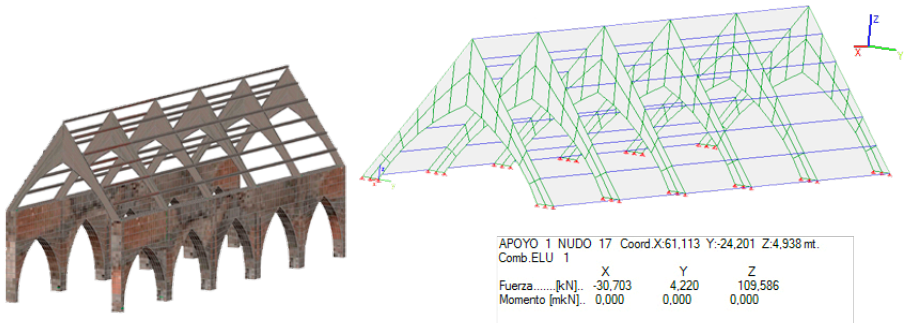 Z
X
Y
APOYO 1 NUDO 17 Coord.X:61,113 Y:-24,201 Z:4,938 mt.
Comb.ELU 1
X Y Z
Fuerza.......[kN].. -30,703 4,220 109,586
Momento [mkN].. 0,000 0,000 0,000